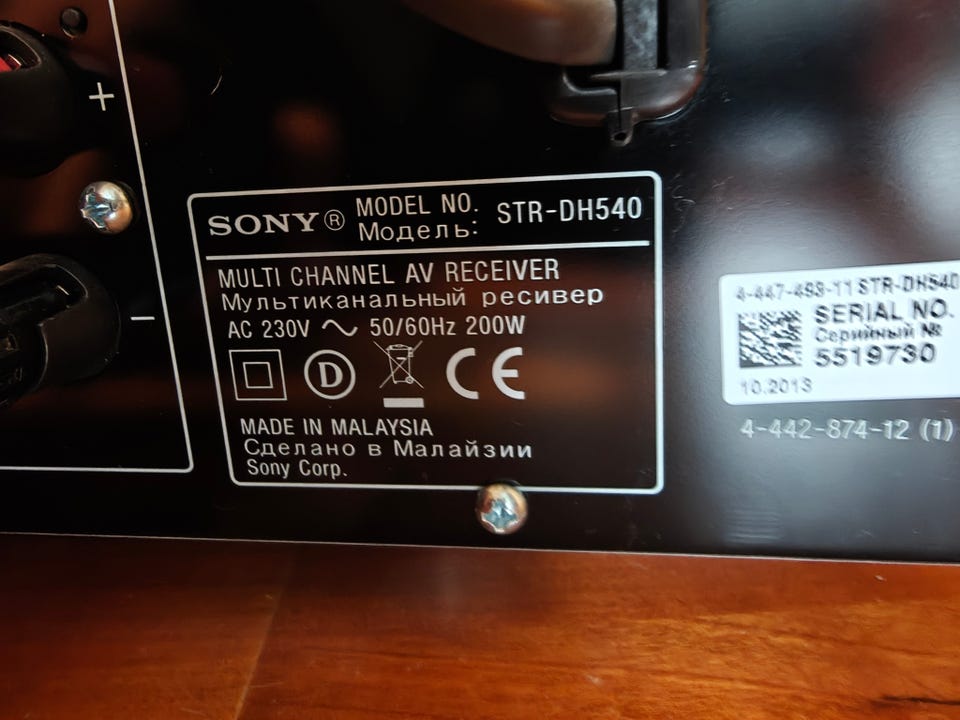 +
−
SONY® MODEL NO. STR-DH540
Модель:
MULTI CHANNEL AV RECEIVER
Мультиканальный ресивер
AC 230V ~ 50/60Hz 200W
D
CE
MADE IN MALAYSIA
Сделано в Малайзии
Sony Corp.
4-447-493-11 STR-DH540
SERIAL NO.
Серийный №
5519730
10.2013
4-442-874-12 (1)